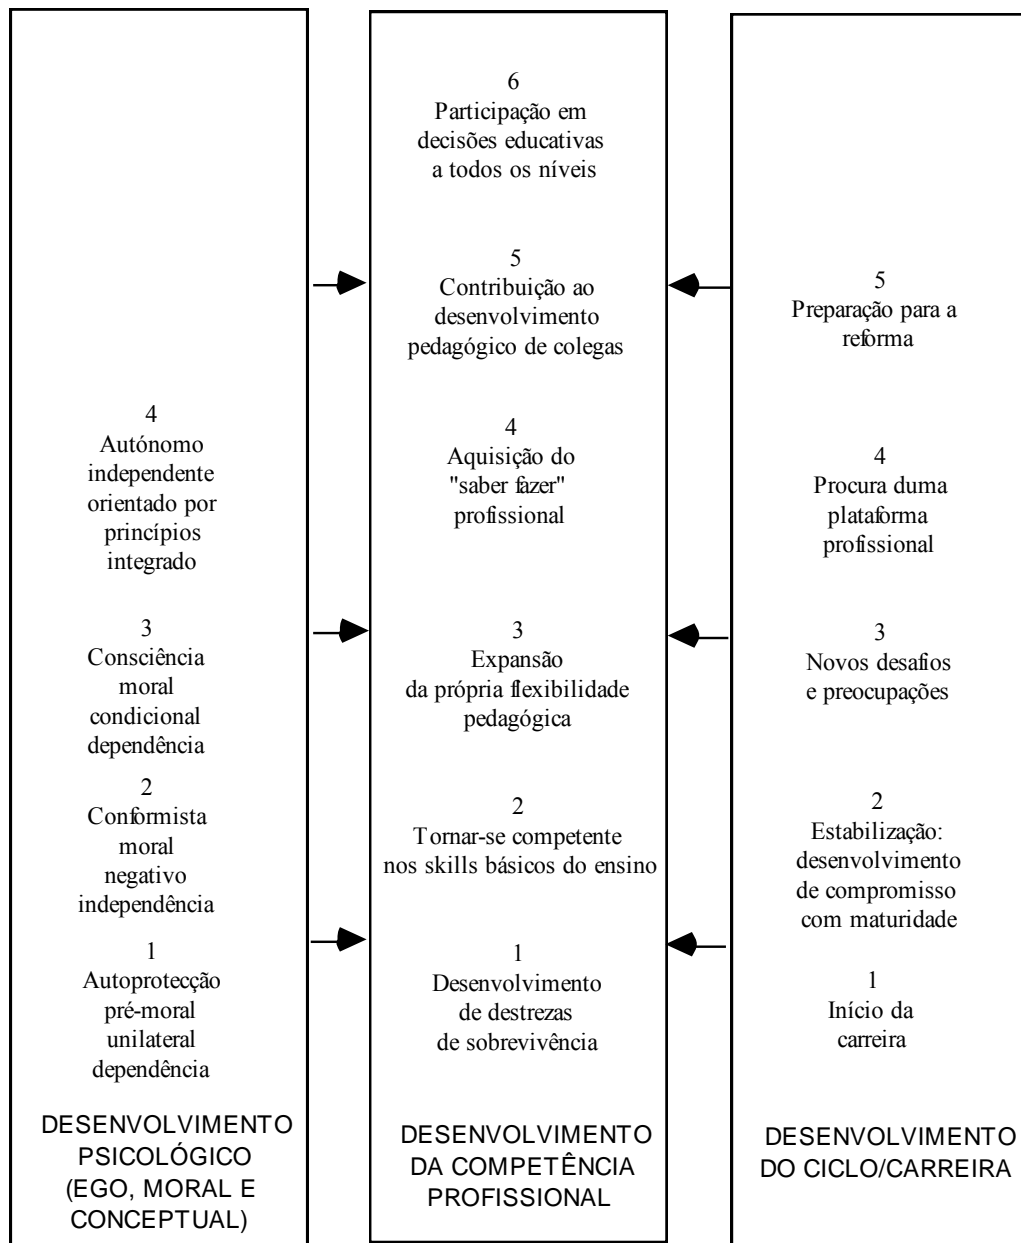 4
Autónomo
independente
orientado por
princípios
integrado
3
Consciência
moral
condicional
dependência
2
Conformista
moral
negativo
independência
1
Autoprotecção
pré-moral
unilateral
dependência
DESENVOLVIMENTO
PSICOLÓGICO
(EGO, MORAL E
CONCEPTUAL)
6
Participação em
decisões educativas
a todos os níveis
5
Contribuição ao
desenvolvimento
pedagógico de colegas
4
Aquisição do
"saber fazer"
profissional
3
Expansão
da própria flexibilidade
pedagógica
2
Tornar-se competente
nos skills básicos do ensino
1
Desenvolvimento
de destrezas
de sobrevivência
DESENVOLVIMENTO
DA COMPETÊNCIA
PROFISSIONAL
5
Preparação para a
reforma
4
Procura duma
plataforma
profissional
3
Novos desafios
e preocupações
2
Estabilização:
desenvolvimento
de compromisso
com maturidade
1
Início da
carreira
DESENVOLVIMENTO
DO CICLO/CARREIRA